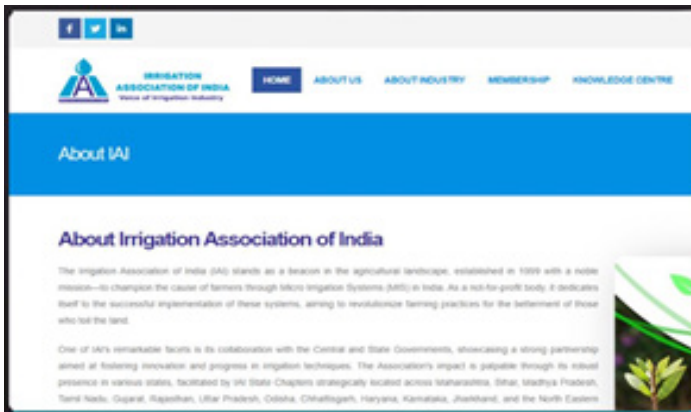 f
in
IRRIGATION
ASSOCIATION OF INDIA
Voice of Irrigation Industry
HOME ABOUT US ABOUT INDUSTRY MEMBERSHIP KNOWLEDGE CENTRE
About IAI
About Irrigation Association of India
The Irrigation Association of India (IAI) stands as a beacon in the agricultural landscape, established in 1999 with a noble
mission—to champion the cause of farmers through Micro Irrigation Systems (MIS) in India. As a not-for-profit body, it dedicates
itself to the successful implementation of these systems, aiming to revolutionize farming practices for the betterment of those
who toil the land.
One of IAI's remarkable facets is its collaboration with the Central and State Governments, showcasing a strong partnership
aimed at fostering innovation and progress in irrigation techniques. The Association's impact is palpable through its robust
presence in various states, facilitated by IAI State Chapters strategically located across Maharashtra, Bihar, Madhya Pradesh,
Tamil Nadu, Gujarat, Rajasthan, Uttar Pradesh, Odisha, Chhattisgarh, Haryana, Karnataka, Jharkhand, and the North Eastern